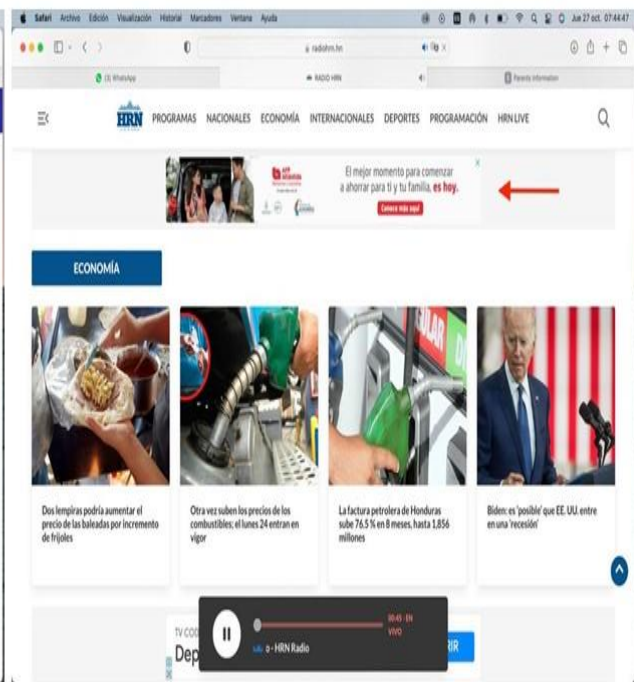 Safari Archivo Edición Visualización Historial Marcadores Ventana Ayuda
Jue 27 oct. 07:44:47
radiohrn.hn
(3) WhatsApp
RADIO HRN
Parents Information
HRN
PROGRAMAS NACIONALES ECONOMÍA INTERNACIONALES DEPORTES PROGRAMACIÓN HRN LIVE
El mejor momento para comenzar
a ahorrar para ti y tu familia, es hoy.
Conoce más aquí
ECONOMÍA
Dos lempiras podría aumentar el
precio de las baleadas por incremento
de frijoles
Otra vez suben los precios de los
combustibles; el lunes 24 entran en
vigor
La factura petrolera de Honduras
sube 76.5 % en 8 meses, hasta 1,856
millones
Biden: es 'posible' que EE. UU. entre
en una 'recesión'
00:45 - EN
VIVO
o - HRN Radio
TV COD
Dep
RIR